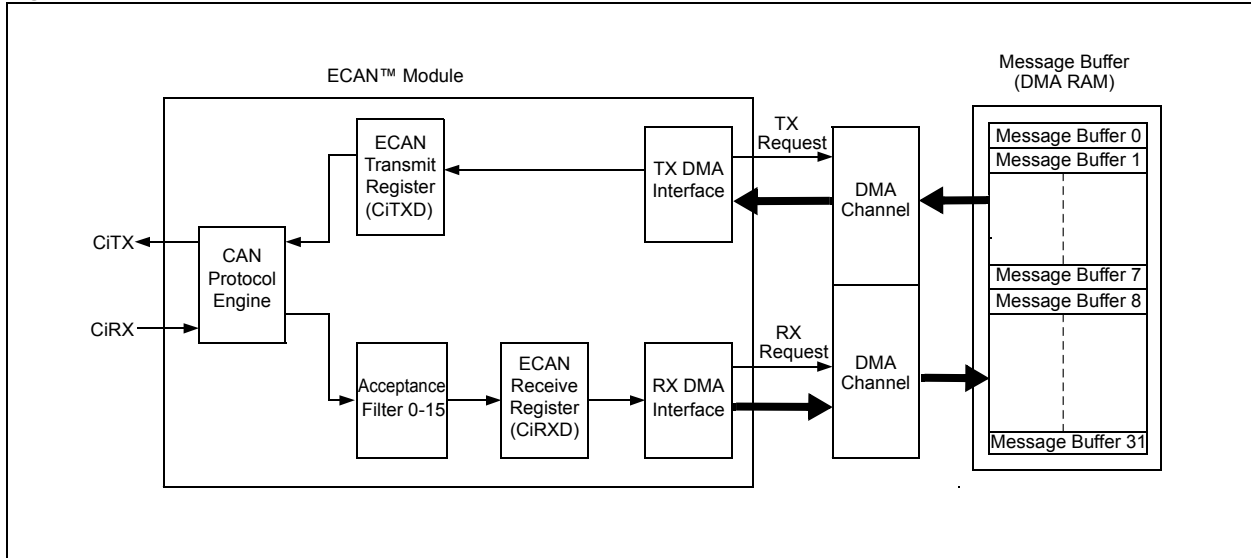 ECAN™ Module
Message Buffer
(DMA RAM)
ECAN
Transmit
Register
(CiTXD)
TX DMA
Interface
TX
Request
DMA
Channel
Message Buffer 0
Message Buffer 1
Message Buffer 7
Message Buffer 8
Message Buffer 31
CiTX
CiRX
CAN
Protocol
Engine
Acceptance
Filter 0-15
ECAN
Receive
Register
(CiRXD)
RX DMA
Interface
RX
Request
DMA
Channel